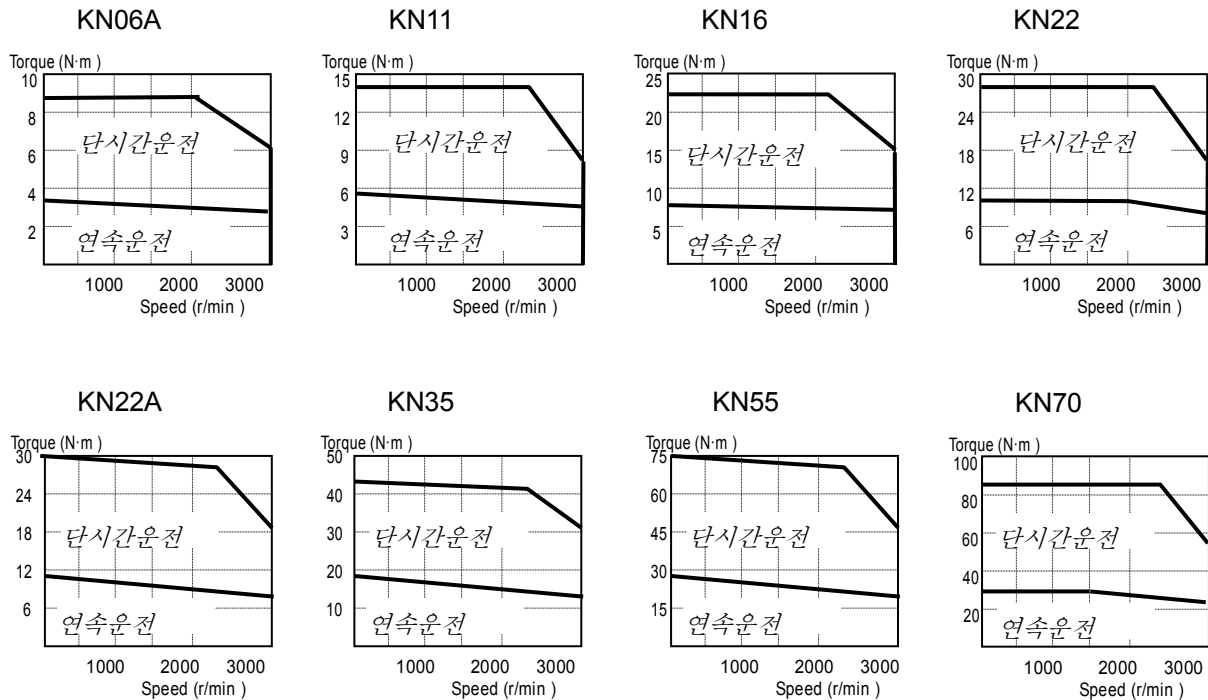 KN06A
Torque (N·m )
10
8
6
4
2
단시간운전
연속운전
1000 2000 3000
Speed (r/min )
KN11
Torque (N·m )
15
12
9
6
3
단시간운전
연속운전
1000 2000 3000
Speed (r/min )
KN16
Torque (N·m )
25
20
15
10
5
단시간운전
연속운전
1000 2000 3000
Speed (r/min )
KN22
Torque (N·m )
30
24
18
12
6
단시간운전
연속운전
1000 2000 3000
Speed (r/min )
KN22A
Torque (N·m )
30
24
18
12
6
단시간운전
연속운전
1000 2000 3000
Speed (r/min )
KN35
Torque (N·m )
50
40
30
20
10
단시간운전
연속운전
1000 2000 3000
Speed (r/min )
KN55
Torque (N·m )
75
60
45
30
15
단시간운전
연속운전
1000 2000 3000
Speed (r/min )
KN70
Torque (N·m )
100
80
60
40
20
단시간운전
연속운전
1000 2000 3000
Speed (r/min )